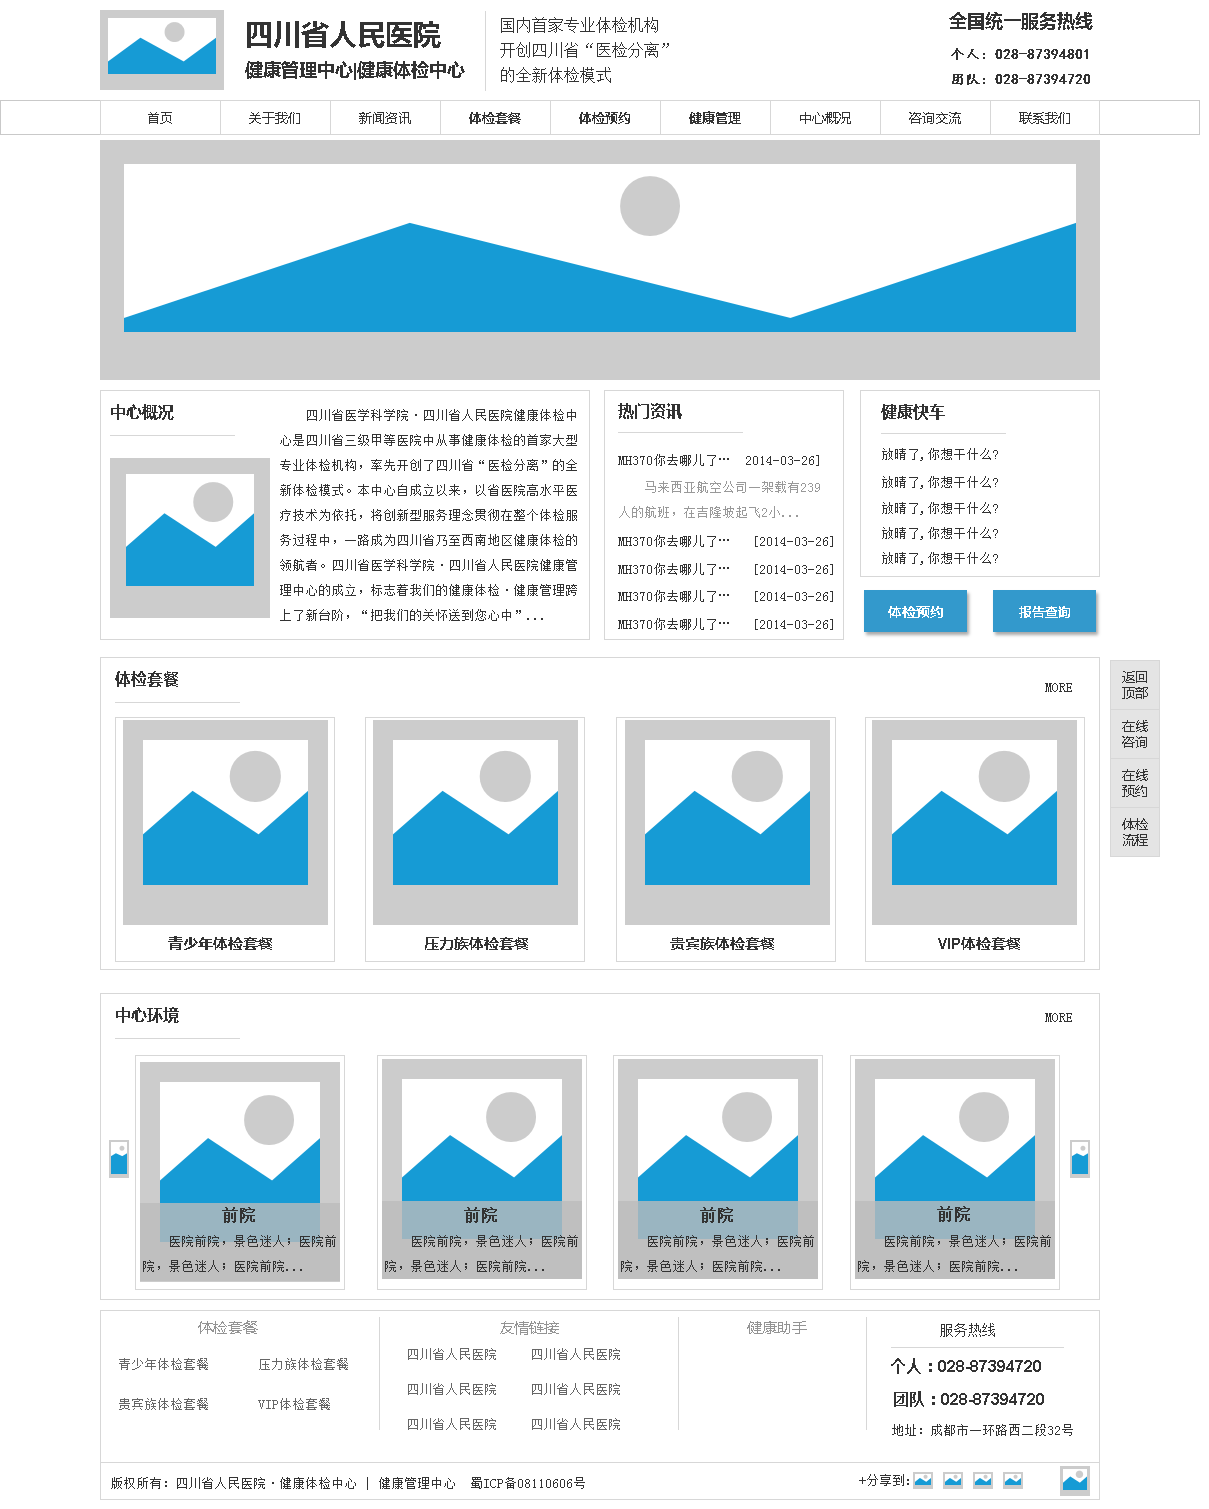 四川省人民医院
健康管理中心|健康体检中心
国内首家专业体检机构
开创四川省“医检分离”
的全新体检模式
全国统一服务热线
个人：028-87394801
团队：028-87394720
首页 关于我们 新闻资讯 体检套餐 体检预约 健康管理 中心概况 咨询交流 联系我们
中心概况
四川省医学科学院·四川省人民医院健康体检中
心是四川省三级甲等医院中从事健康体检的首家大型
专业体检机构，率先开创了四川省“医检分离”的全
新体检模式。本中心自成立以来，以省医院高水平医
疗技术为依托，将创新型服务理念贯彻在整个体检服
务过程中，一路成为四川省乃至西南地区健康体检的
领航者。四川省医学科学院·四川省人民医院健康管
理中心的成立，标志着我们的健康体检·健康管理跨
上了新台阶，“把我们的关怀送到您心中”...
热门资讯
MH370你去哪儿了… 2014-03-26]
马来西亚航空公司一架载有239
人的航班，在吉隆坡起飞2小...
MH370你去哪儿了… [2014-03-26]
MH370你去哪儿了… [2014-03-26]
MH370你去哪儿了… [2014-03-26]
MH370你去哪儿了… [2014-03-26]
健康快车
放晴了,你想干什么?
放晴了,你想干什么?
放晴了,你想干什么?
放晴了,你想干什么?
放晴了,你想干什么?
体检预约 报告查询
体检套餐
MORE
青少年体检套餐 压力族体检套餐 贵宾族体检套餐 VIP体检套餐
返回
顶部
在线
咨询
在线
预约
体检
流程
中心环境
MORE
前院
医院前院，景色迷人；医院前
院，景色迷人；医院前院...
前院
医院前院，景色迷人；医院前
院，景色迷人；医院前院...
前院
医院前院，景色迷人；医院前
院，景色迷人；医院前院...
前院
医院前院，景色迷人；医院前
院，景色迷人；医院前院...
体检套餐
青少年体检套餐 压力族体检套餐
贵宾族体检套餐 VIP体检套餐
友情链接
四川省人民医院 四川省人民医院
四川省人民医院 四川省人民医院
四川省人民医院 四川省人民医院
健康助手
服务热线
个人：028-87394720
团队：028-87394720
地址：成都市一环路西二段32号
版权所有：四川省人民医院·健康体检中心 | 健康管理中心 蜀ICP备08110606号
+分享到: